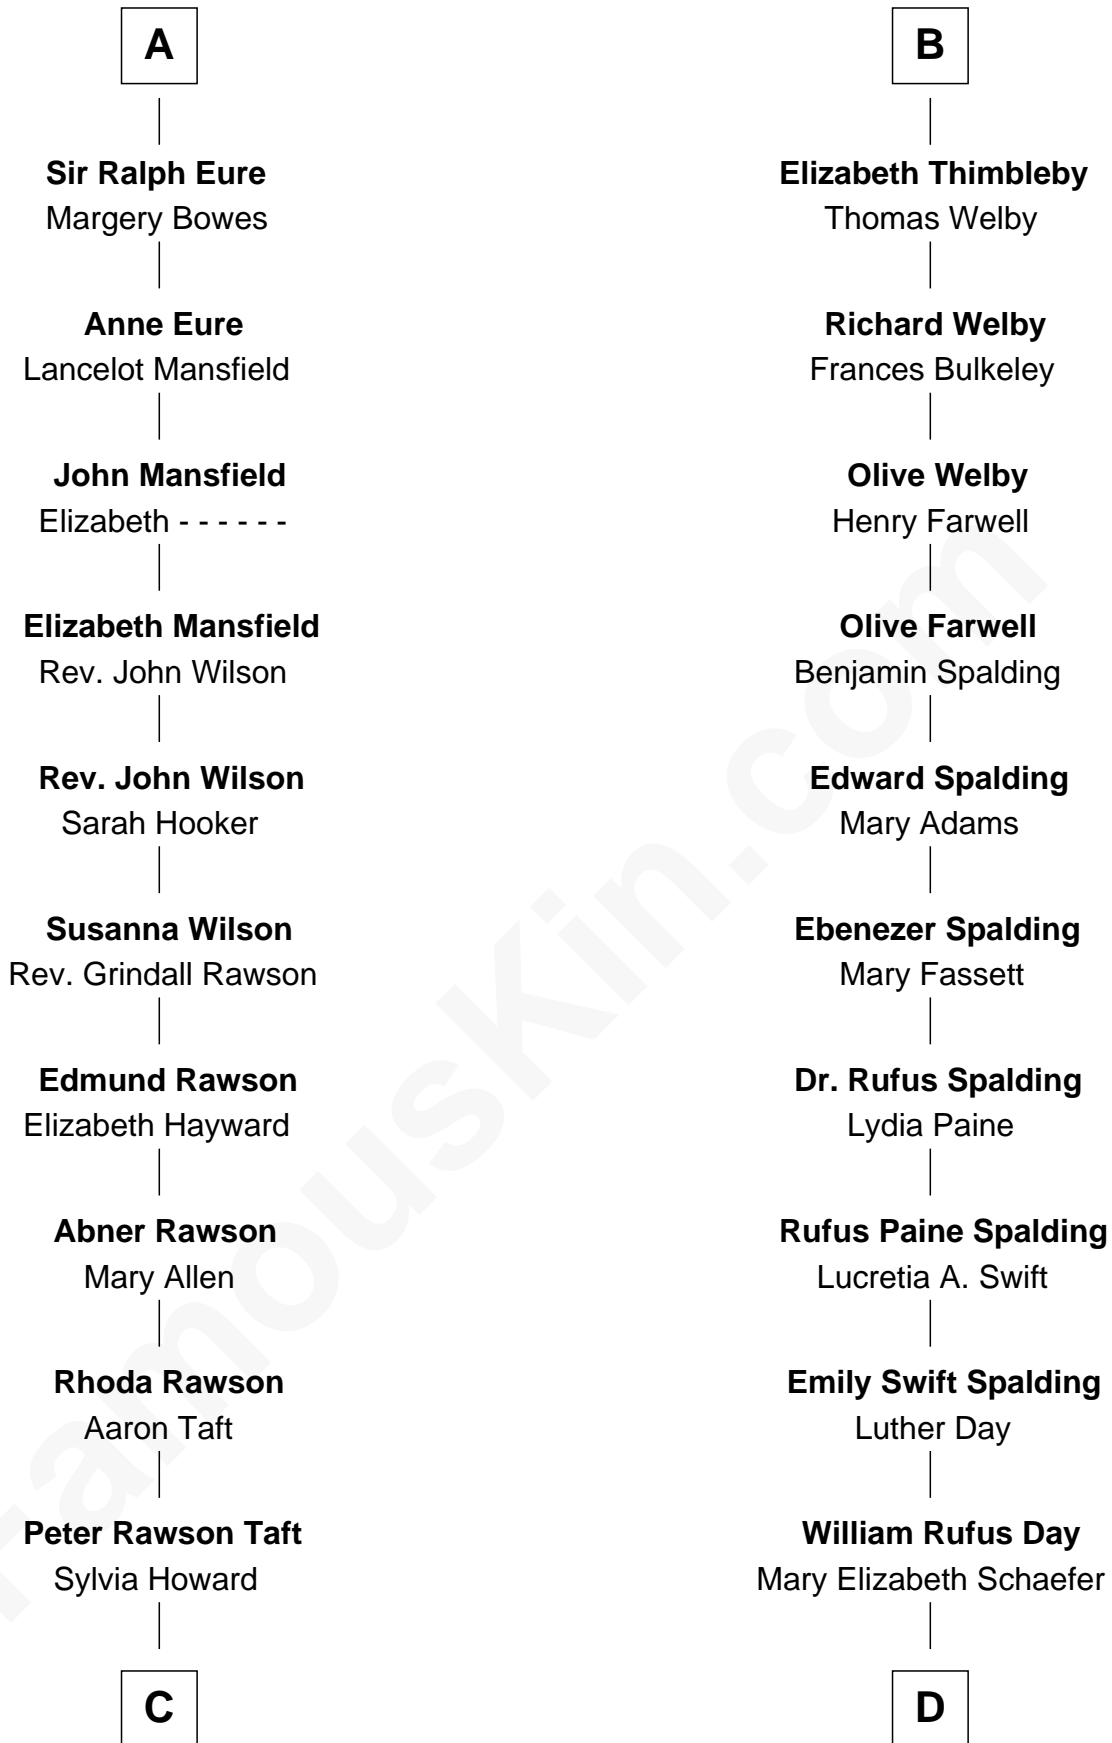 A
Sir Ralph Eure
Margery Bowes
Anne Eure
Lancelot Mansfield
John Mansfield
Elizabeth - - - - - -
Elizabeth Mansfield
Rev. John Wilson
Rev. John Wilson
Sarah Hooker
Susanna Wilson
Rev. Grindall Rawson
Edmund Rawson
Elizabeth Hayward
Abner Rawson
Mary Allen
Rhoda Rawson
Aaron Taft
Peter Rawson Taft
Sylvia Howard
C
B
Elizabeth Thimbleby
Thomas Welby
Richard Welby
Frances Bulkeley
Olive Welby
Henry Farwell
Olive Farwell
Benjamin Spalding
Edward Spalding
Mary Adams
Ebenezer Spalding
Mary Fassett
Dr. Rufus Spalding
Lydia Paine
Rufus Paine Spalding
Lucretia A. Swift
Emily Swift Spalding
Luther Day
William Rufus Day
Mary Elizabeth Schaefer
D
FamousKin.com